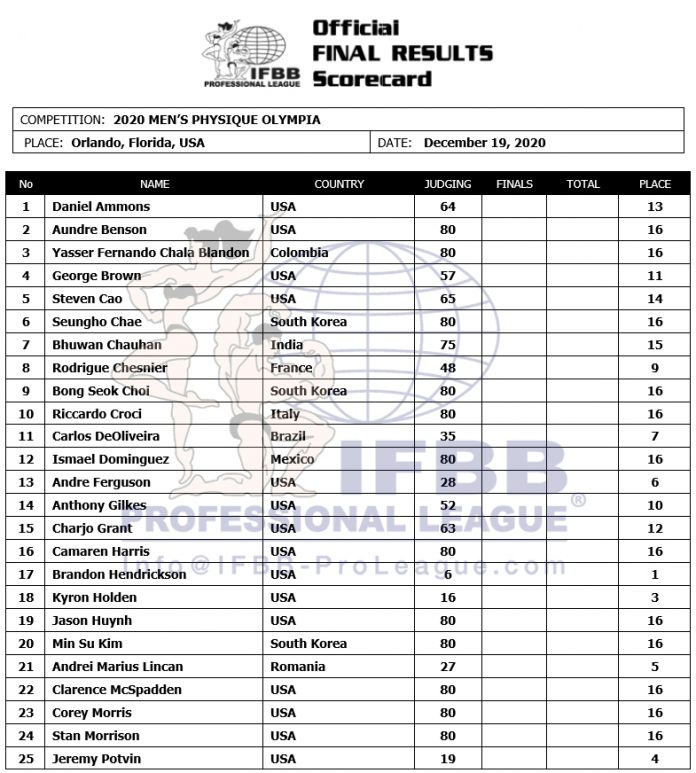 Official
FINAL RESULTS
Scorecard
IFBB
PROFESSIONAL LEAGUE
COMPETITION: 2020 MEN'S PHYSIQUE OLYMPIA
PLACE: Orlando, Florida, USA DATE: December 19, 2020
No NAME COUNTRY JUDGING FINALS TOTAL PLACE
1 Daniel Ammons USA 64 13
2 Aundre Benson USA 80 16
3 Yasser Fernando Chala Blandon Colombia 80 16
4 George Brown USA 57 11
5 Steven Cao USA 65 14
6 Seungho Chae South Korea 80 16
7 Bhuwan Chauhan India 75 15
8 Rodrigue Chesnier France 48 9
9 Bong Seok Choi South Korea 80 16
10 Riccardo Croci Italy 80 16
11 Carlos DeOliveira Brazil 35 7
12 Ismael Dominguez Mexico 80 16
13 Andre Ferguson USA 28 6
14 Anthony Gilkes USA 52 10
15 Charjo Grant USA 63 12
16 Camaren Harris USA 80 16
17 Brandon Hendrickson USA 6 1
18 Kyron Holden USA 16 3
19 Jason Huynh USA 80 16
20 Min Su Kim South Korea 80 16
21 Andrei Marius Lincan Romania 27 5
22 Clarence McSpadden USA 80 16
23 Corey Morris USA 80 16
24 Stan Morrison USA 80 16
25 Jeremy Potvin USA 19 4
IFBB
PROFESSIONAL LEAGUE®
Info@IFBB-ProLeague.com